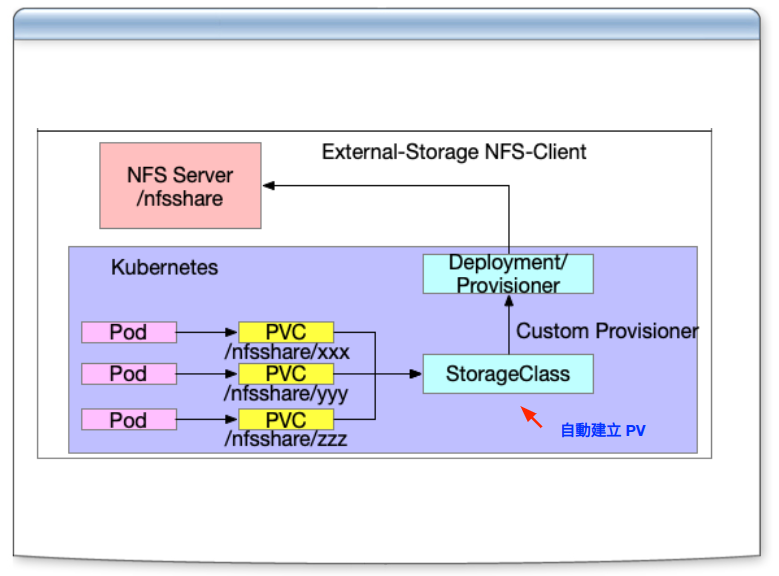 External-Storage NFS-Client
NFS Server
/nfsshare
Kubernetes
Deployment/
Provisioner
Custom Provisioner
Pod
PVC
/nfsshare/xxx
Pod
PVC
/nfsshare/yyy
StorageClass
Pod
PVC
/nfsshare/zzz
自動建立 PV